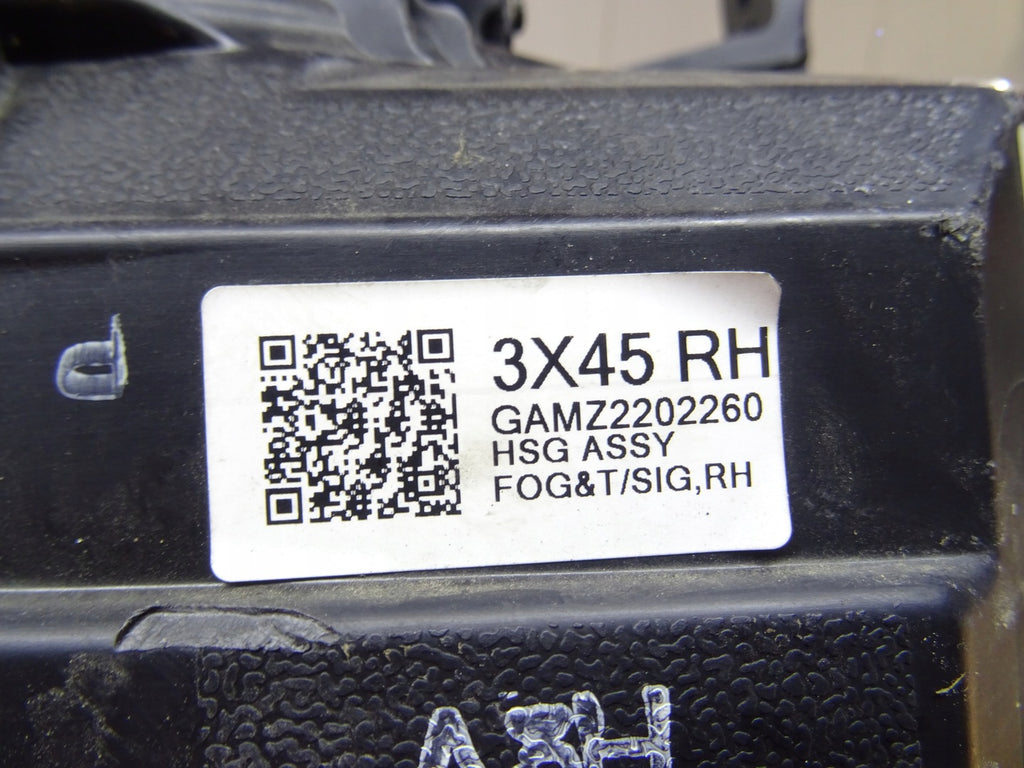 3X45 RH
GAMZ2202260
HSG ASSY
FOG&T/SIG,RH